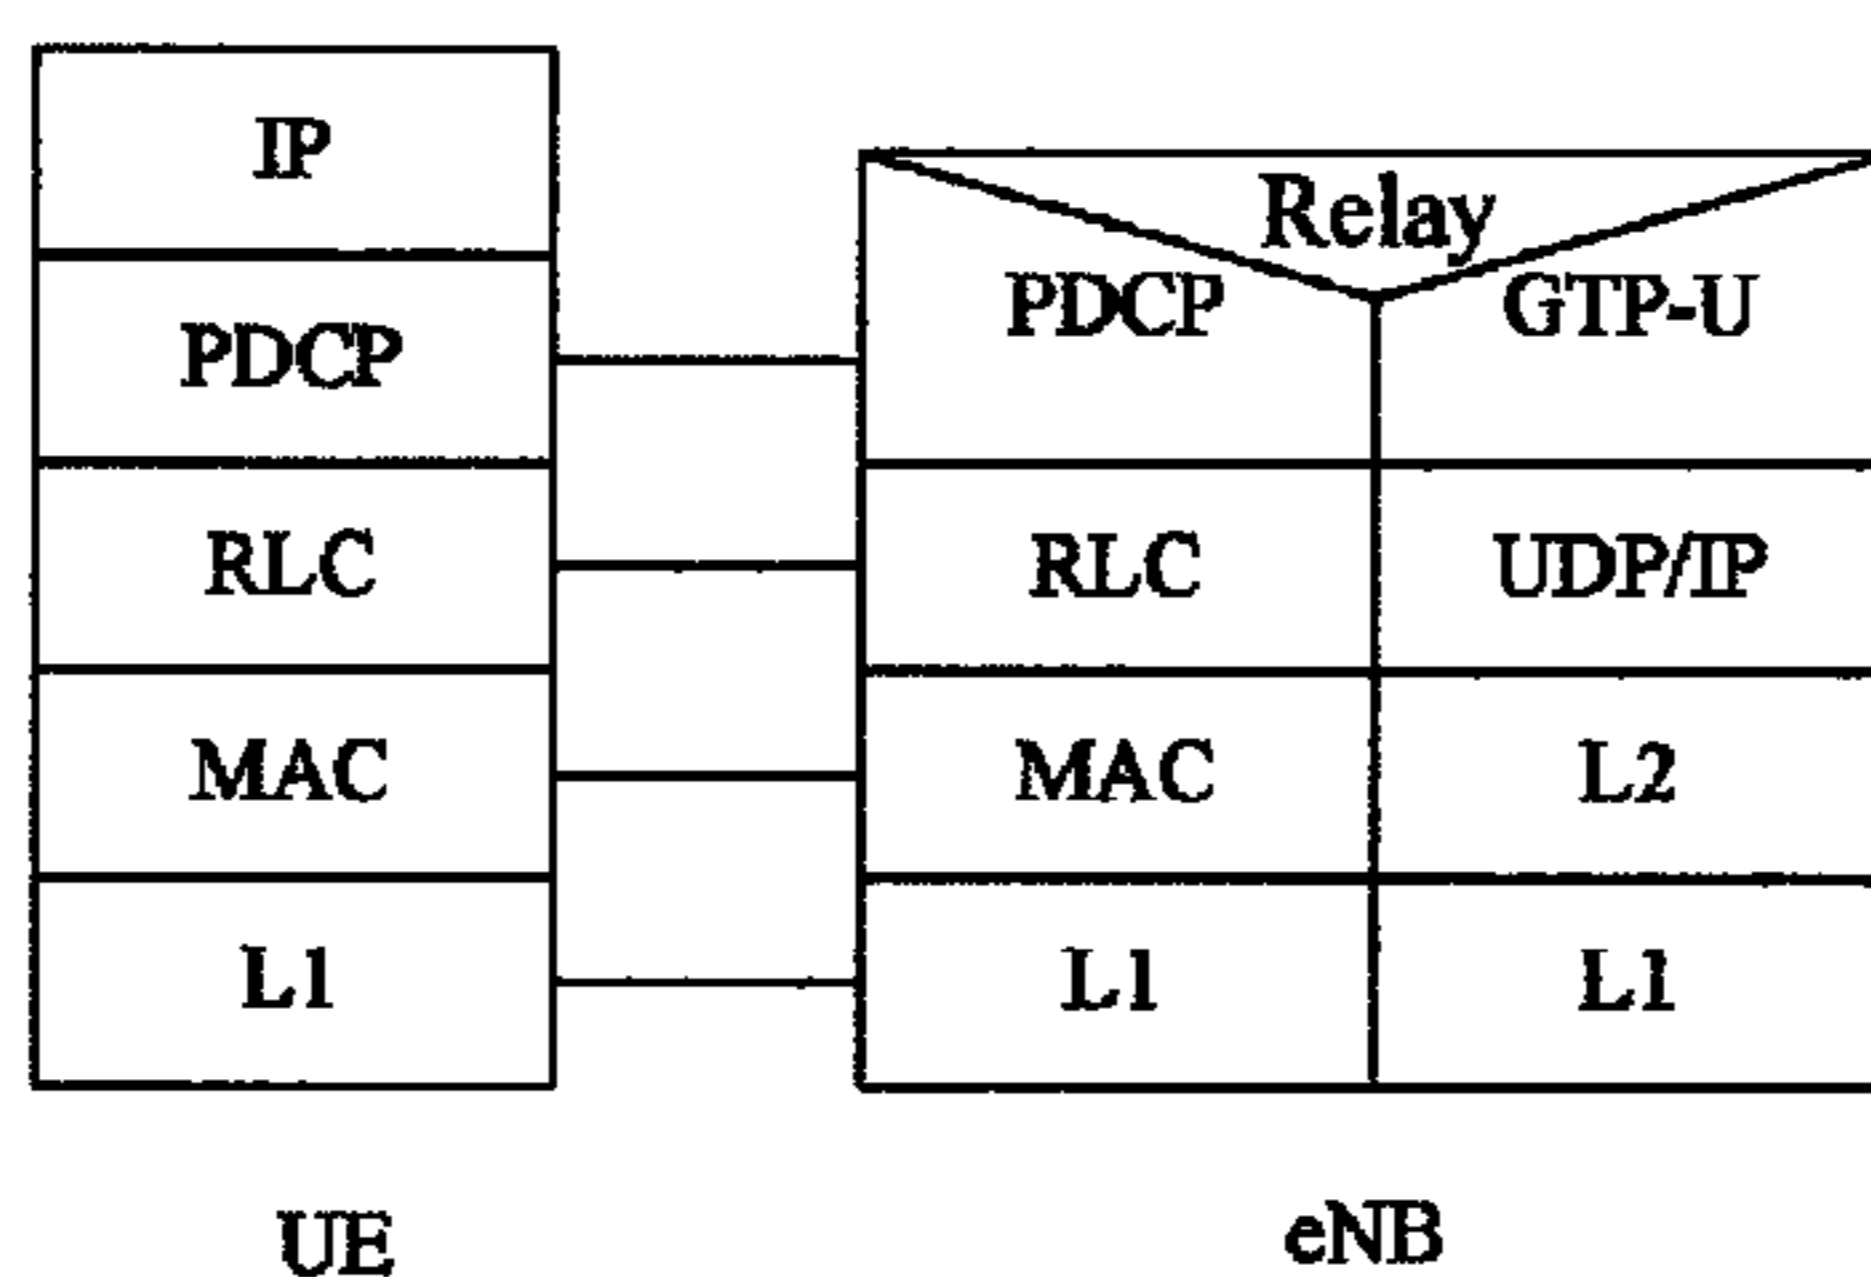 IP
PDCP
RLC
MAC
L1
UE
Relay
PDCP GTP-U
RLC UDP/IP
MAC L2
L1 L1
eNB